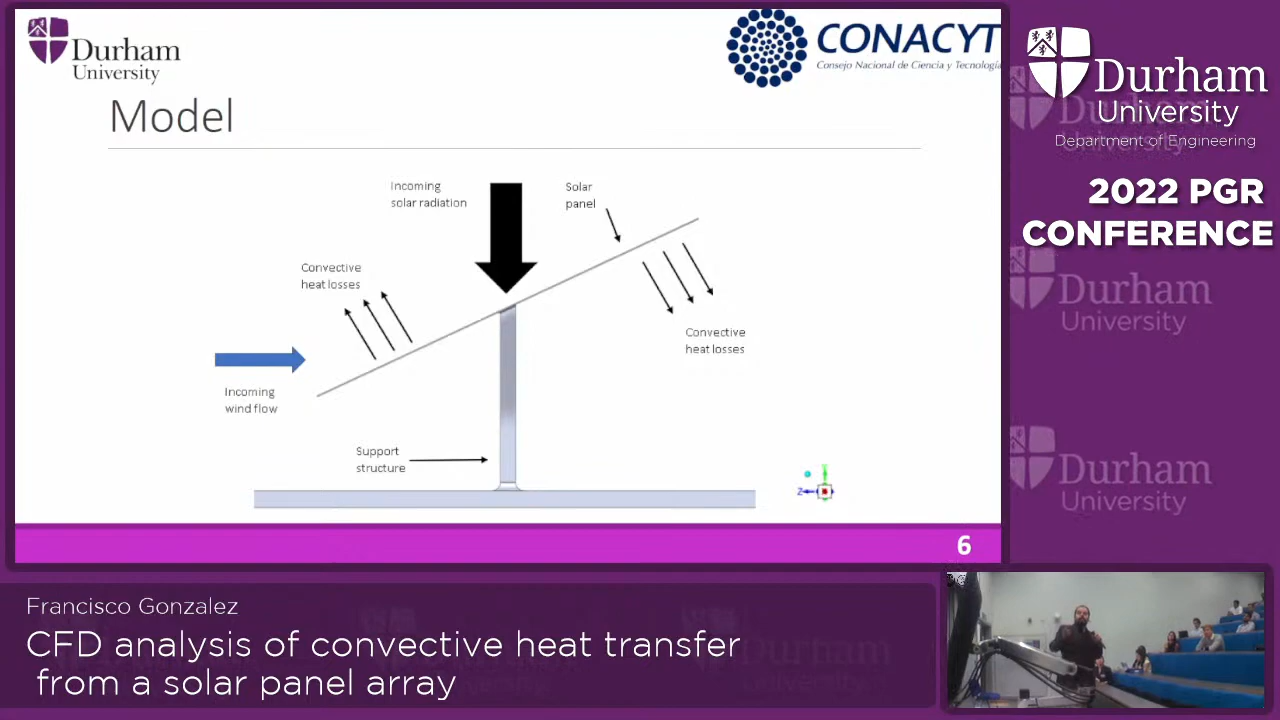 Durham
University
CONACYT
Consejo Nacional de Ciencia y Tecnología
Model
Incoming
solar radiation
Solar
panel
Convective
heat losses
Convective
heat losses
Incoming
wind flow
Support
structure
Y
Z
6
Durham
University
Department of Engineering
2022 PGR
CONFERENCE
Durham
University
Durham
University
Durham
University
Francisco Gonzalez
CFD analysis of convective heat transfer
from a solar panel array